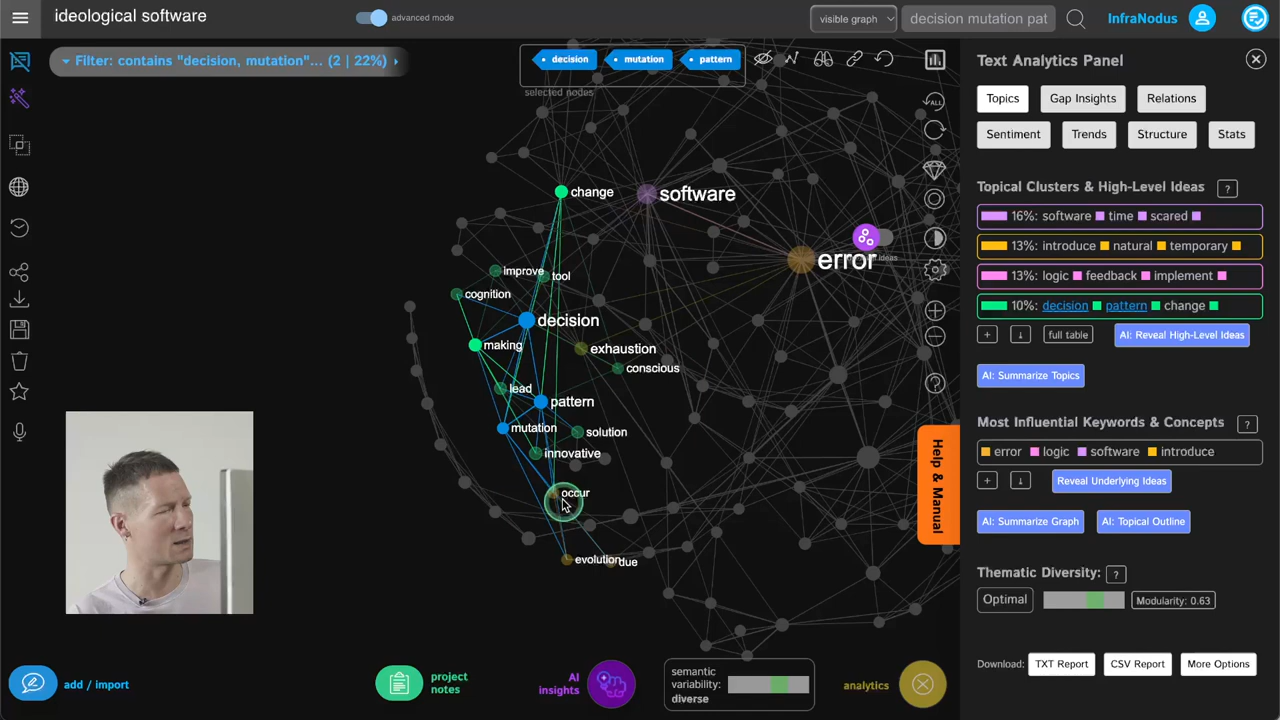 ideological software
advanced mode
visible graph
decision mutation pat
InfraNodus
Filter: contains "decision, mutation"... (2 | 22%)
decision
mutation
pattern
selected nodes
ALL
change
software
error
improve
tool
cognition
decision
making
exhaustion
conscious
lead
pattern
mutation
solution
innovative
occur
evolution
due
Help & Manual
Text Analytics Panel
Topics
Gap Insights
Relations
Sentiment
Trends
Structure
Stats
Topical Clusters & High-Level Ideas ?
16%: software time scared
13%: introduce natural temporary
13%: logic feedback implement
10%: decision pattern change
+ ↓ full table AI: Reveal High-Level Ideas
AI: Summarize Topics
Most Influential Keywords & Concepts ?
error logic software introduce
+ ↓ Reveal Underlying Ideas
AI: Summarize Graph AI: Topical Outline
Thematic Diversity: ?
Optimal Modularity: 0.63
Download: TXT Report CSV Report More Options
add / import
project
notes
AI
insights
semantic
variability:
diverse
analytics